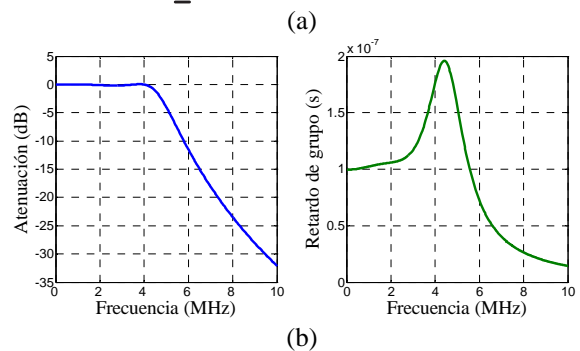 (a)
5
0
-5
-10
-15
-20
-25
-30
-35
0 2 4 6 8 10
Atenuación (dB)
Frecuencia (MHz)
2 x 10^-7
1.5
1
0.5
0
0 2 4 6 8 10
Retardo de grupo (s)
Frecuencia (MHz)
(b)